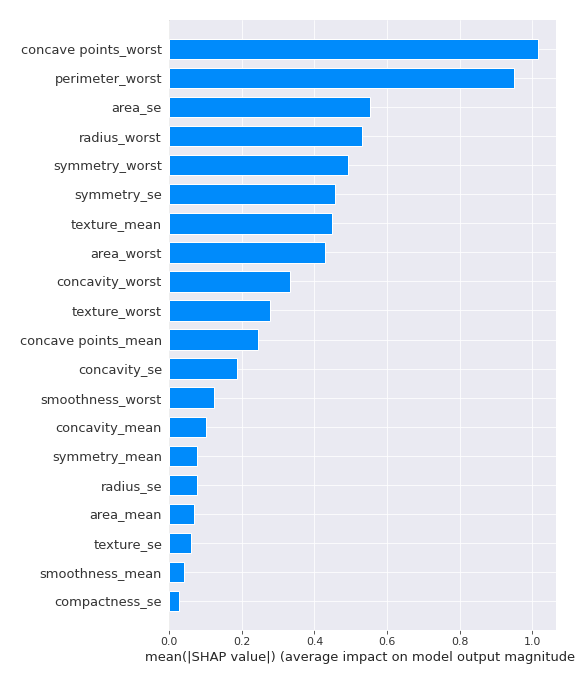 concave points_worst
perimeter_worst
area_se
radius_worst
symmetry_worst
symmetry_se
texture_mean
area_worst
concavity_worst
texture_worst
concave points_mean
concavity_se
smoothness_worst
concavity_mean
symmetry_mean
radius_se
area_mean
texture_se
smoothness_mean
compactness_se
0.0 0.2 0.4 0.6 0.8 1.0
mean(|SHAP value|) (average impact on model output magnitude